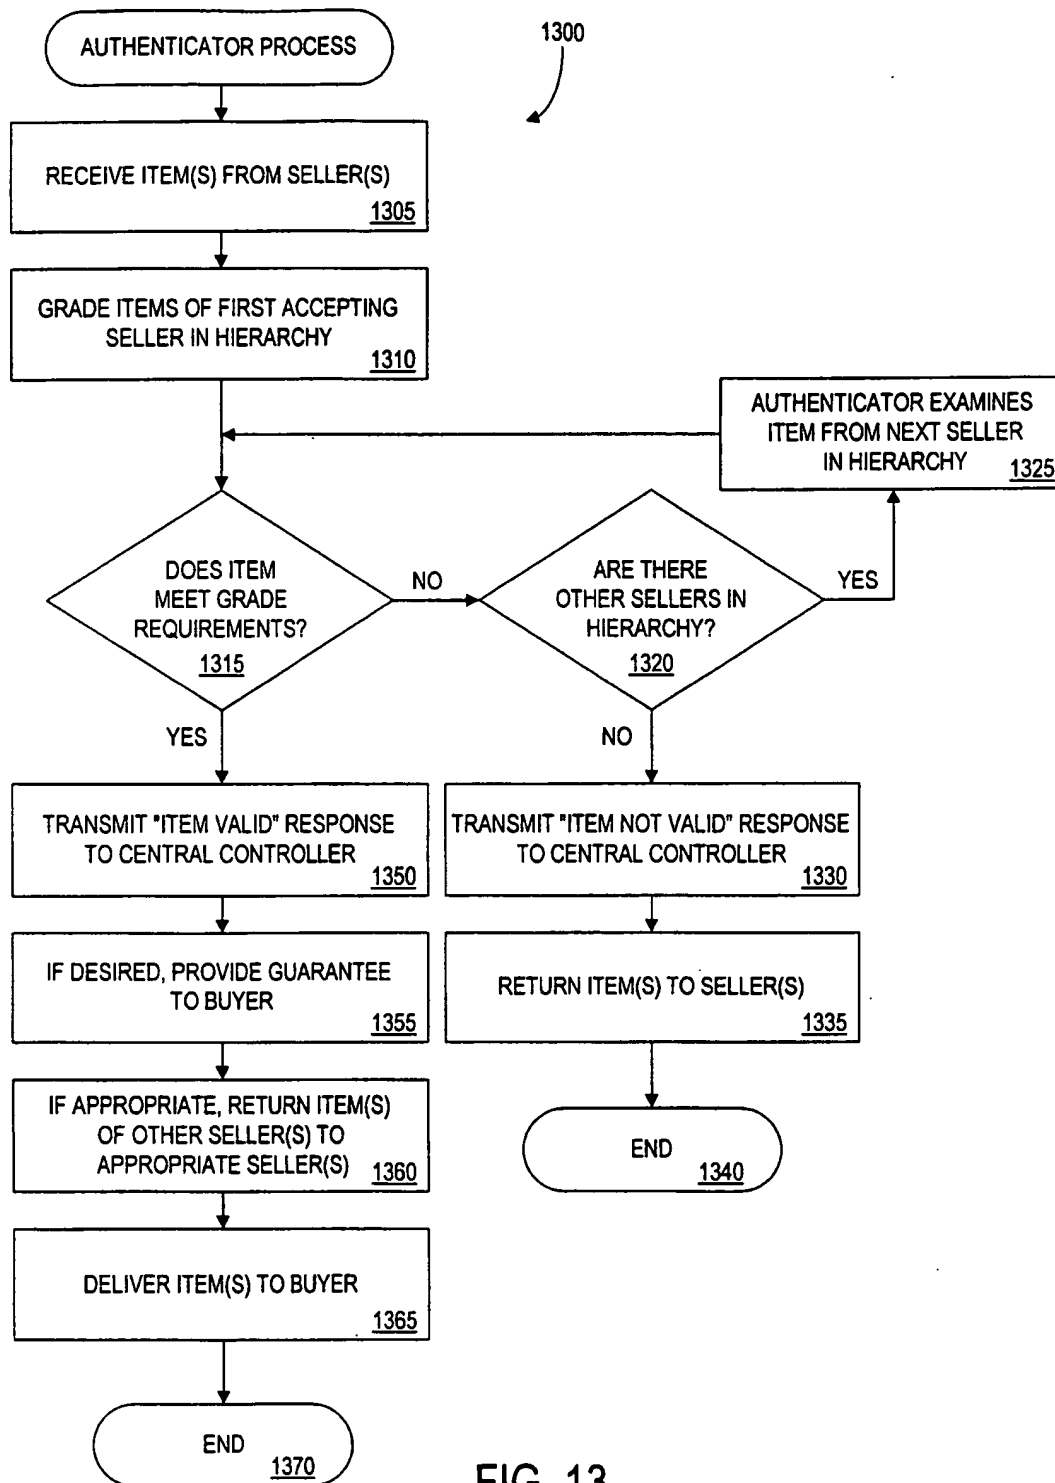 AUTHENTICATOR PROCESS
1300
RECEIVE ITEM(S) FROM SELLER(S)
1305
GRADE ITEMS OF FIRST ACCEPTING
SELLER IN HIERARCHY
1310
AUTHENTICATOR EXAMINES
ITEM FROM NEXT SELLER
IN HIERARCHY
1325
DOES ITEM
MEET GRADE
REQUIREMENTS?
1315
NO
ARE THERE
OTHER SELLERS IN
HIERARCHY?
1320
YES
YES
NO
TRANSMIT "ITEM VALID" RESPONSE
TO CENTRAL CONTROLLER
1350
TRANSMIT "ITEM NOT VALID" RESPONSE
TO CENTRAL CONTROLLER
1330
IF DESIRED, PROVIDE GUARANTEE
TO BUYER
1355
RETURN ITEM(S) TO SELLER(S)
1335
IF APPROPRIATE, RETURN ITEM(S)
OF OTHER SELLER(S) TO
APPROPRIATE SELLER(S)
1360
END
1340
DELIVER ITEM(S) TO BUYER
1365
END
1370
FIG. 13